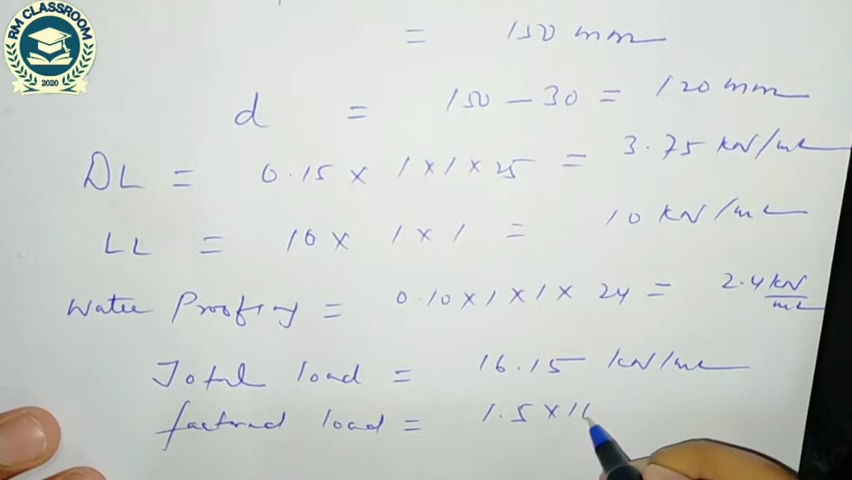 RM CLASSROOM
2020
= 150 mm
d = 150 - 30 = 120 mm
DL = 0.15 × 1 × 1 × 25 = 3.75 kN/m
LL = 10 × 1 × 1 = 10 kN/m
Water Proofing = 0.10 × 1 × 1 × 24 = 2.4 kN/m
Total load = 16.15 kN/m
factored load = 1.5 × 16